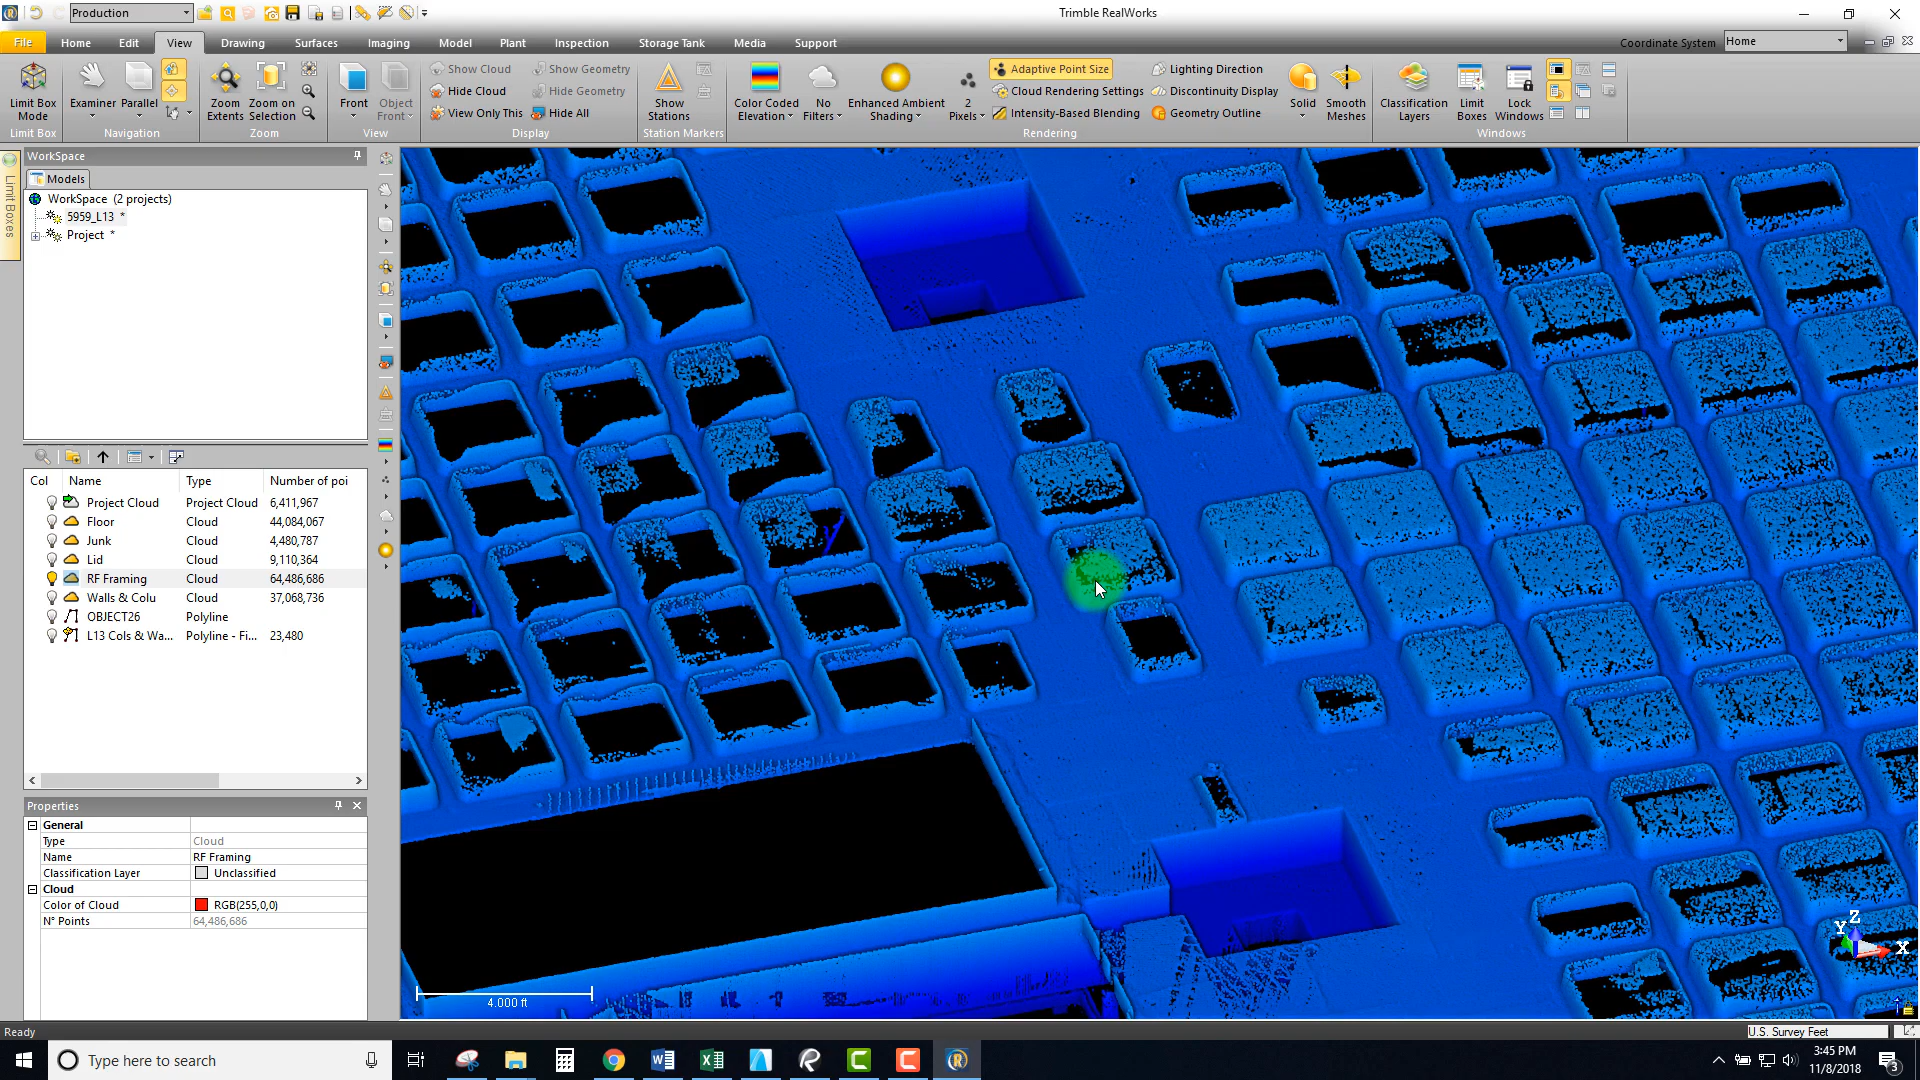 Production
Trimble RealWorks
File
Home
Edit
View
Drawing
Surfaces
Imaging
Model
Plant
Inspection
Storage Tank
Media
Support
Coordinate System
Home
Limit Box Mode
Limit Box
Examiner
Parallel
Navigation
Zoom Extents
Zoom on Selection
Zoom
Front
Object Front
View
Show Cloud
Hide Cloud
View Only This
Show Geometry
Hide Geometry
Hide All
Display
Show Stations
Station Markers
Color Coded Elevation
No Filters
Enhanced Ambient Shading
2 Pixels
Adaptive Point Size
Cloud Rendering Settings
Intensity-Based Blending
Lighting Direction
Discontinuity Display
Geometry Outline
Rendering
Solid
Smooth Meshes
Classification Layers
Limit Boxes
Lock Windows
Windows
Limit Boxes
WorkSpace
Models
WorkSpace (2 projects)
5959_L13 *
Project *
Col Name Type Number of poi
Project Cloud Project Cloud 6,411,967
Floor Cloud 44,084,067
Junk Cloud 4,480,787
Lid Cloud 9,110,364
RF Framing Cloud 64,486,686
Walls & Colu Cloud 37,068,736
OBJECT26 Polyline
L13 Cols & Wa... Polyline - Fi... 23,480
Properties
General
Type Cloud
Name RF Framing
Classification Layer Unclassified
Cloud
Color of Cloud RGB(255,0,0)
N° Points 64,486,686
4.000 ft
Z
Y
X
Ready
U.S. Survey Feet
Type here to search
3:45 PM
11/8/2018
3